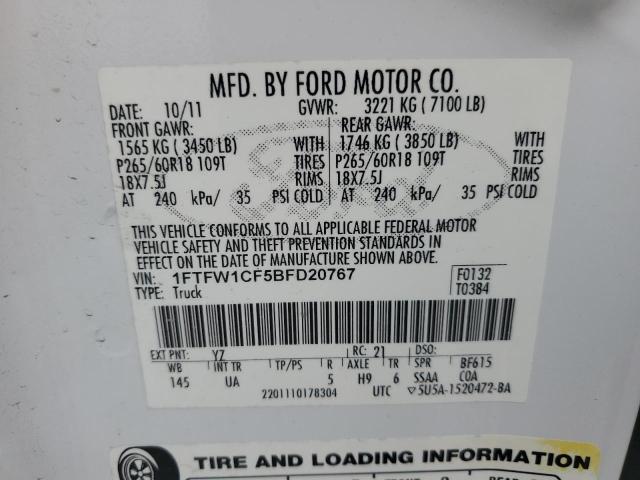 MFD. BY FORD MOTOR CO.
DATE: 10/11 GVWR: 3221 KG ( 7100 LB)
FRONT GAWR: REAR GAWR:
1565 KG ( 3450 LB) WITH 1746 KG ( 3850 LB) WITH
P265/60R18 109T TIRES P265/60R18 109T TIRES
18X7.5J RIMS 18X7.5J RIMS
AT 240 kPa/ 35 PSI COLD AT 240 kPa/ 35 PSI COLD
THIS VEHICLE CONFORMS TO ALL APPLICABLE FEDERAL MOTOR
VEHICLE SAFETY AND THEFT PREVENTION STANDARDS IN
EFFECT ON THE DATE OF MANUFACTURE SHOWN ABOVE.
VIN: 1FTFW1CF5BFD20767 F0132
TYPE: Truck T0384
EXT PNT: YZ RC: 21 DSO:
WB INT TR TP/PS R AXLE TR SPR BF615
145 UA 5 H9 6 SSAA COA
2201110178304 UTC 5U5A-1520472-BA
TIRE AND LOADING INFORMATION